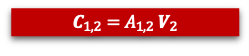 C₁,₂ = A₁,₂ V₂